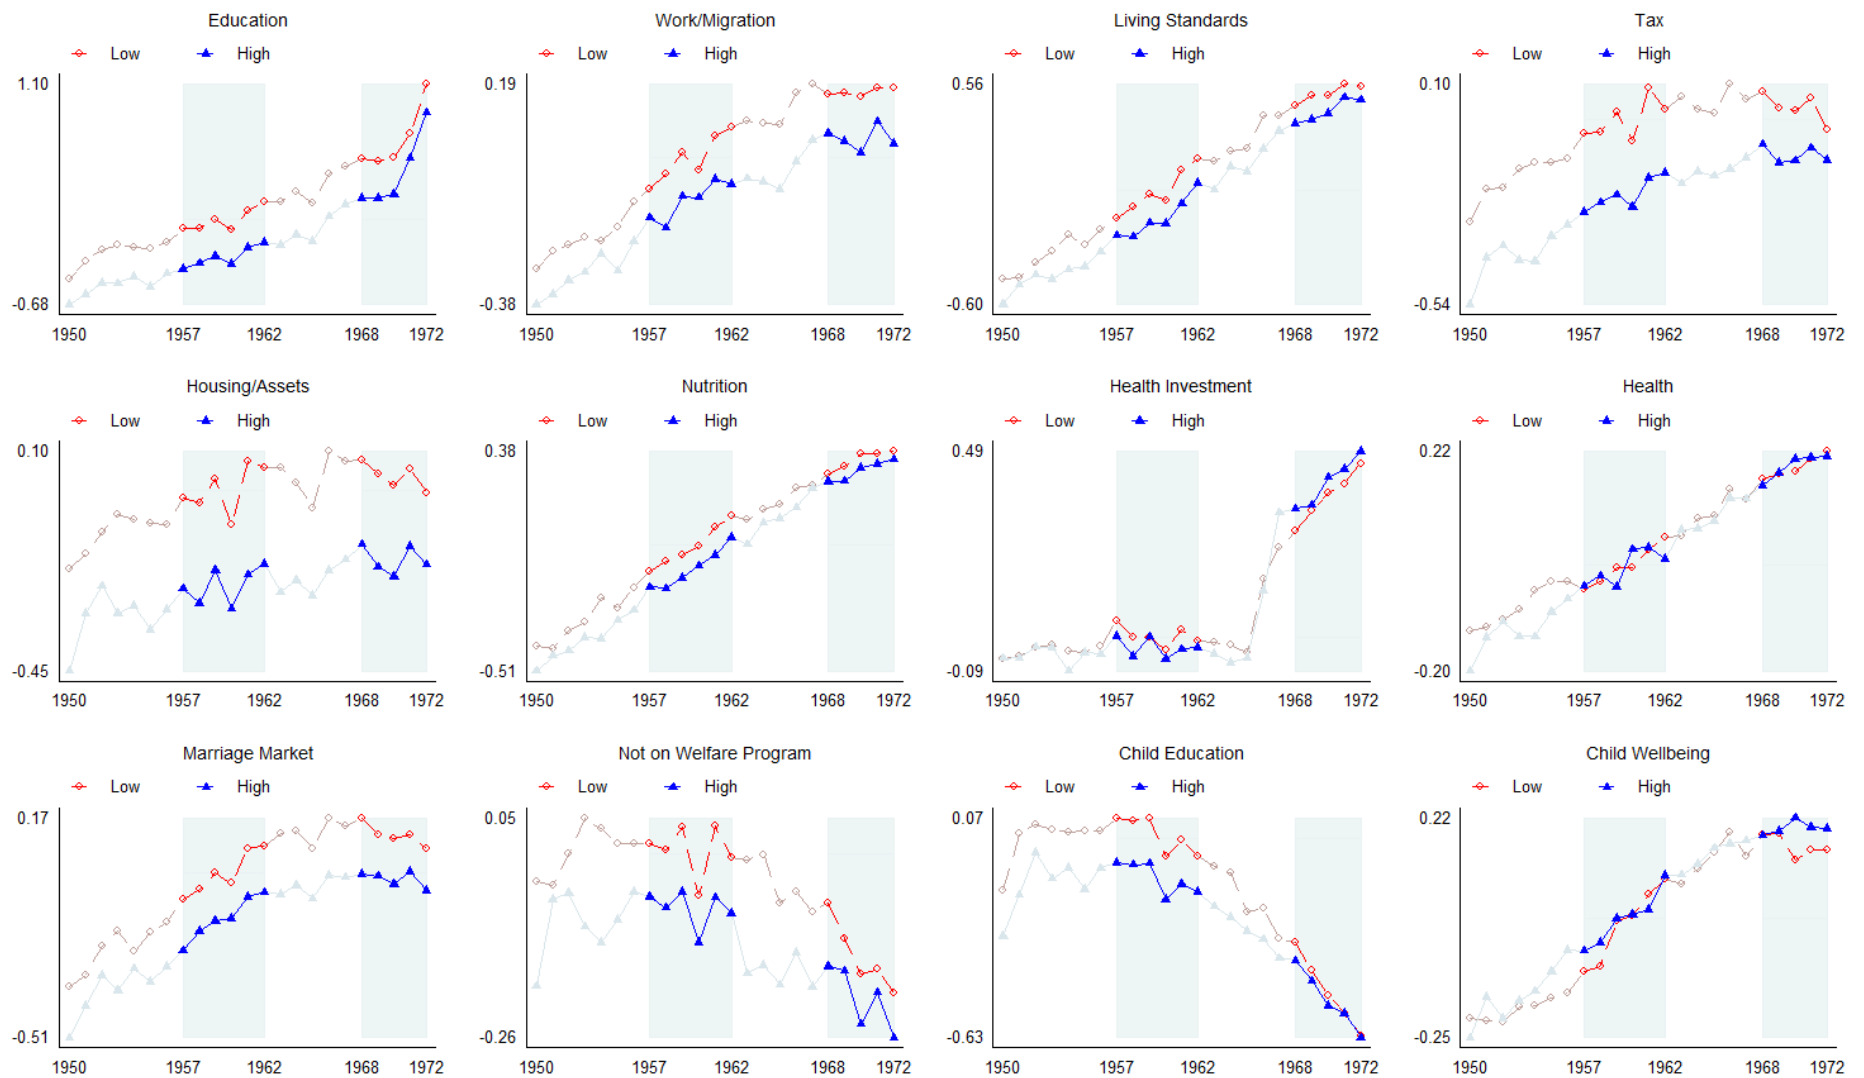 Education
Low High
1.10
-0.68
1950 1957 1962 1968 1972
Work/Migration
Low High
0.19
-0.38
1950 1957 1962 1968 1972
Living Standards
Low High
0.56
-0.60
1950 1957 1962 1968 1972
Tax
Low High
0.10
-0.54
1950 1957 1962 1968 1972
Housing/Assets
Low High
0.10
-0.45
1950 1957 1962 1968 1972
Nutrition
Low High
0.38
-0.51
1950 1957 1962 1968 1972
Health Investment
Low High
0.49
-0.09
1950 1957 1962 1968 1972
Health
Low High
0.22
-0.20
1950 1957 1962 1968 1972
Marriage Market
Low High
0.17
-0.51
1950 1957 1962 1968 1972
Not on Welfare Program
Low High
0.05
-0.26
1950 1957 1962 1968 1972
Child Education
Low High
0.07
-0.63
1950 1957 1962 1968 1972
Child Wellbeing
Low High
0.22
-0.25
1950 1957 1962 1968 1972